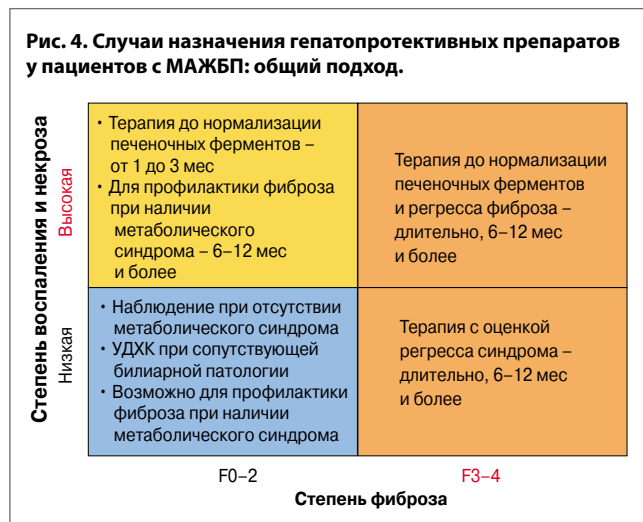 Рис. 4. Случаи назначения гепатопротективных препаратов
у пациентов с МАЖБП: общий подход.
Степень воспаления и некроза
Высокая
• Терапия до нормализации
печеночных ферментов –
от 1 до 3 мес
• Для профилактики фиброза
при наличии
метаболического
синдрома – 6–12 мес
и более
Терапия до нормализации
печеночных ферментов
и регресса фиброза –
длительно, 6–12 мес
и более
Низкая
• Наблюдение при отсутствии
метаболического синдрома
• УДХК при сопутствующей
билиарной патологии
• Возможно для профилактики
фиброза при наличии
метаболического синдрома
Терапия с оценкой
регресса синдрома –
длительно, 6–12 мес
и более
F0–2
F3–4
Степень фиброза